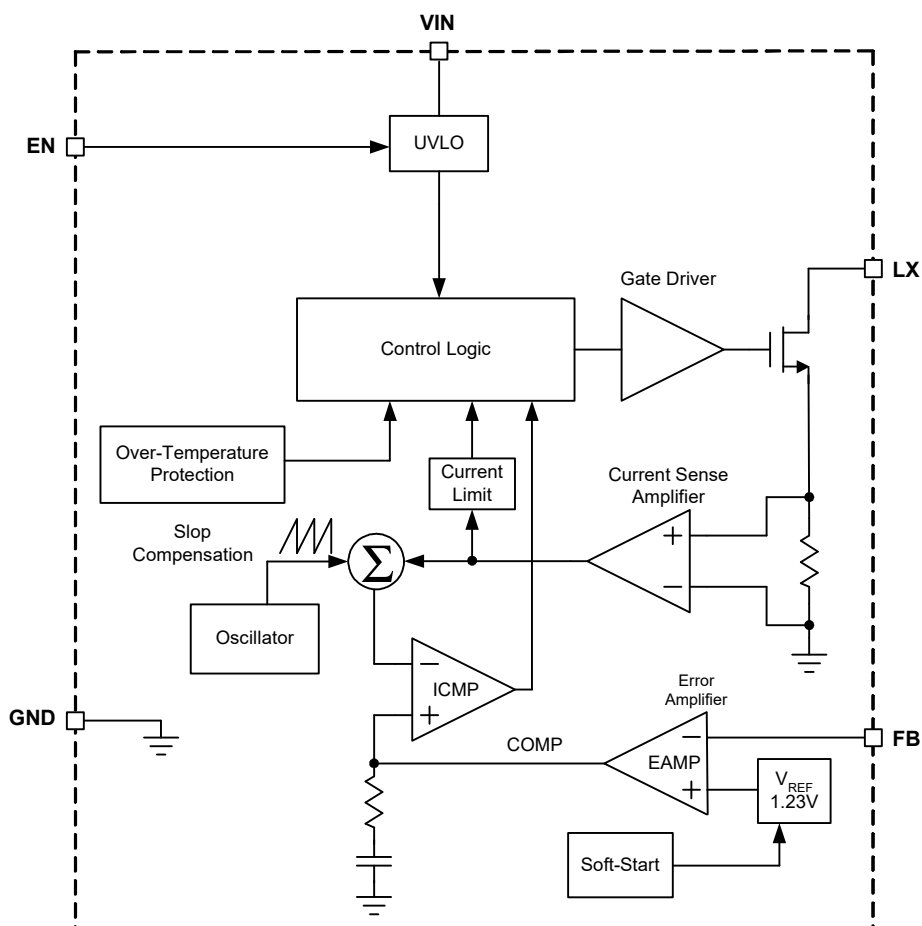 VIN
EN
UVLO
LX
Gate Driver
Control Logic
Over-Temperature
Protection
Current
Limit
Current Sense
Amplifier
+
−
Slop
Compensation
Σ
Oscillator
−
ICMP
+
GND
Error
Amplifier
COMP
−
EAMP
+
FB
VREF
1.23V
Soft-Start